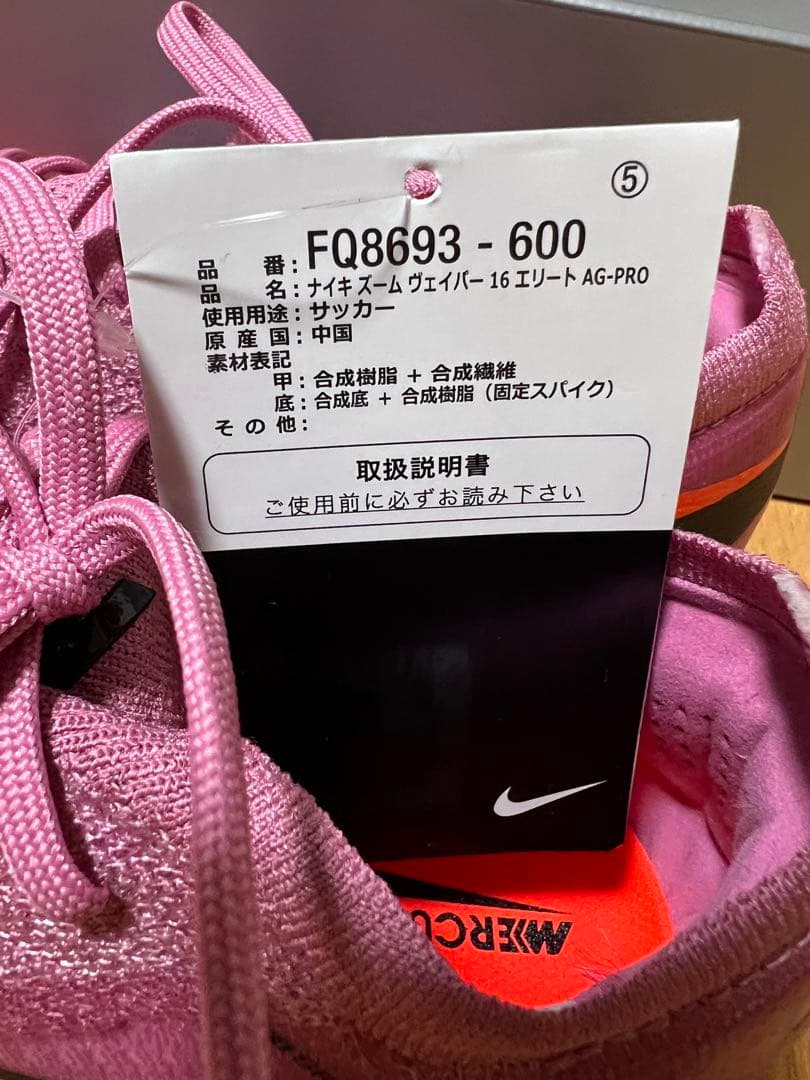 ⑤
品 番：FQ8693 - 600
品 名：ナイキ ズーム ヴェイパー 16 エリート AG-PRO
使用用途：サッカー
原 産 国：中国
素材表記
甲：合成樹脂 + 合成繊維
底：合成底 + 合成樹脂（固定スパイク）
そ の 他：
取扱説明書
ご使用前に必ずお読み下さい
MERCU